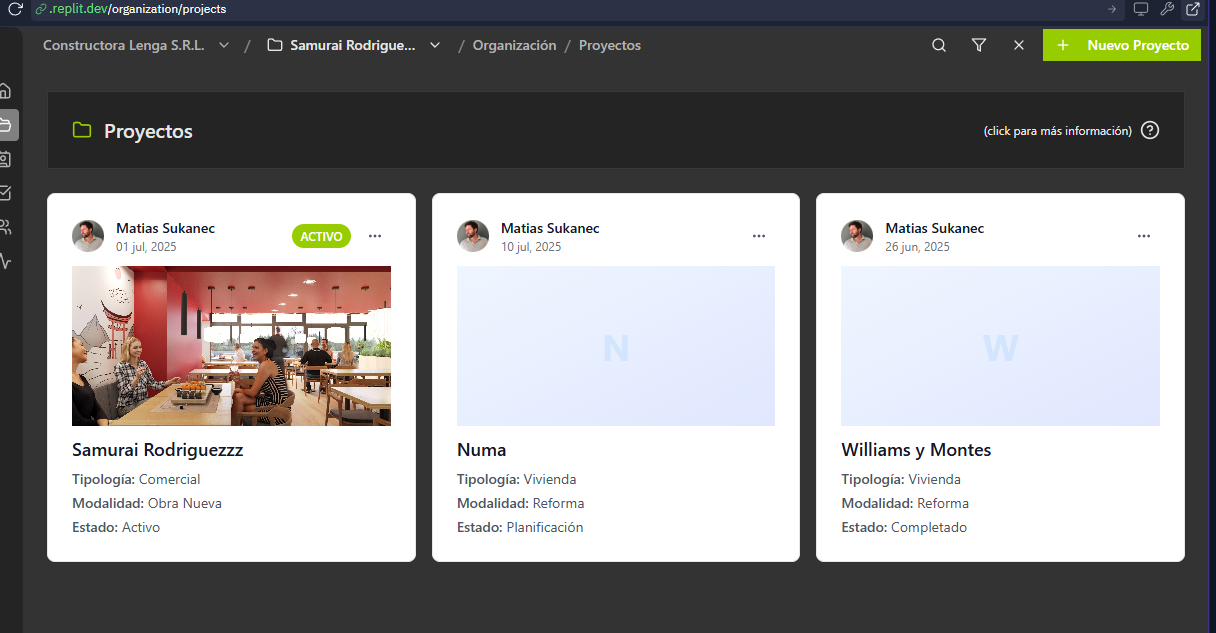 .replit.dev/organization/projects
Constructora Lenga S.R.L. / Samurai Rodrigue... / Organización / Proyectos
+ Nuevo Proyecto
Proyectos
(click para más información) ?
Matias Sukanec
01 jul, 2025
ACTIVO
Samurai Rodriguezzz
Tipología: Comercial
Modalidad: Obra Nueva
Estado: Activo
Matias Sukanec
10 jul, 2025
N
Numa
Tipología: Vivienda
Modalidad: Reforma
Estado: Planificación
Matias Sukanec
26 jun, 2025
W
Williams y Montes
Tipología: Vivienda
Modalidad: Reforma
Estado: Completado